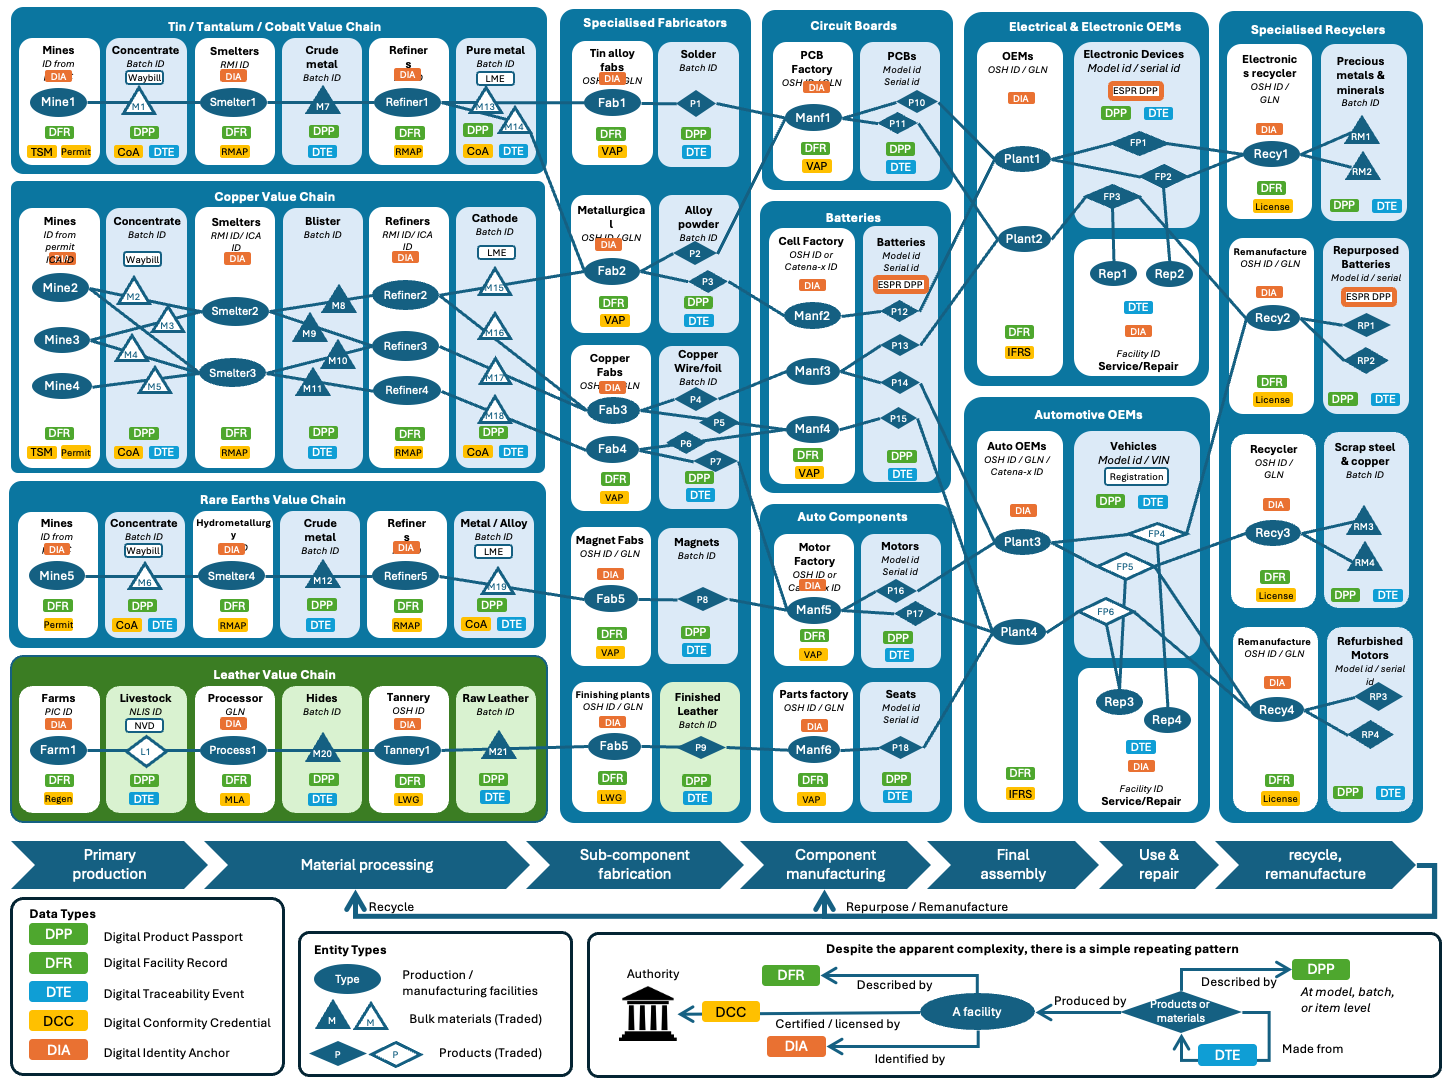 Tin / Tantalum / Cobalt Value Chain
Mines
ID from
DIA
Mine1
DFR
TSM Permit
Concentrate
Batch ID
Waybill
M1
DPP
CoA DTE
Smelters
RMI ID
DIA
Smelter1
DFR
RMAP
Crude
metal
Batch ID
M7
DPP
DTE
Refiner
s
DIA
Refiner1
DFR
RMAP
Pure metal
Batch ID
LME
M13
M14
DPP
CoA DTE
Copper Value Chain
Mines
ID from
permit
ICA ID
Mine2
Mine3
Mine4
DFR
TSM Permit
Concentrate
Batch ID
Waybill
M2
M3
M4
M5
DPP
CoA DTE
Smelters
RMI ID/ ICA
ID
DIA
Smelter2
Smelter3
DFR
RMAP
Blister
Batch ID
M8
M9
M10
M11
DPP
DTE
Refiners
RMI ID/ ICA
ID
DIA
Refiner2
Refiner3
Refiner4
DFR
RMAP
Cathode
Batch ID
LME
M15
M16
M17
M18
DPP
CoA DTE
Rare Earths Value Chain
Mines
ID from
DIA
Mine5
DFR
Permit
Concentrate
Batch ID
Waybill
M6
DPP
CoA DTE
Hydrometallurg
y
DIA
Smelter4
DFR
RMAP
Crude
metal
Batch ID
M12
DPP
DTE
Refiner
s
DIA
Refiner5
DFR
RMAP
Metal / Alloy
Batch ID
LME
M19
DPP
CoA DTE
Leather Value Chain
Farms
PIC ID
DIA
Farm1
DFR
Regen
Livestock
NLIS ID
NVD
L1
DPP
DTE
Processor
GLN
DIA
Process1
DFR
MLA
Hides
Batch ID
M20
DPP
DTE
Tannery
OSH ID
DIA
Tannery1
DFR
LWG
Raw Leather
Batch ID
M21
DPP
DTE
Specialised Fabricators
Tin alloy
fabs
DIA
Fab1
DFR
VAP
Solder
Batch ID
P1
DPP
DTE
Metallurgica
l
OSH ID / GLN
DIA
Fab2
DFR
VAP
Alloy
powder
Batch ID
P2
P3
DPP
DTE
Copper
Fabs
DIA
Fab3
Fab4
DFR
VAP
Copper
Wire/foil
Batch ID
P4
P5
P6
P7
DPP
DTE
Magnet Fabs
OSH ID / GLN
DIA
Fab5
DFR
VAP
Magnets
Batch ID
P8
DPP
DTE
Finishing plants
OSH ID / GLN
DIA
Fab5
DFR
LWG
Finished
Leather
Batch ID
P9
DPP
DTE
Circuit Boards
PCB
Factory
DIA
Manf1
DFR
VAP
PCBs
Model id
Serial id
P10
P11
DPP
DTE
Batteries
Cell Factory
OSH ID or
Catena-x ID
DIA
Manf2
Manf3
Manf4
DFR
VAP
Batteries
Model id
Serial id
ESPR DPP
P12
P13
P14
P15
DPP
DTE
Auto Components
Motor
Factory
OSH ID or
DIA
Manf5
DFR
VAP
Motors
Model id
Serial id
P16
P17
DPP
DTE
Parts factory
OSH ID / GLN
DIA
Manf6
DFR
VAP
Seats
Model id
Serial id
P18
DPP
DTE
Electrical & Electronic OEMs
OEMs
OSH ID / GLN
DIA
Plant1
Plant2
DFR
IFRS
Electronic Devices
Model id / serial id
ESPR DPP
DPP DTE
FP1
FP2
FP3
Rep1 Rep2
DTE
DIA
Facility ID
Service/Repair
Automotive OEMs
Auto OEMs
OSH ID / GLN /
Catena-x ID
DIA
Plant3
Plant4
DFR
IFRS
Vehicles
Model id / VIN
Registration
DPP DTE
FP4
FP5
FP6
Rep3
Rep4
DTE
DIA
Facility ID
Service/Repair
Specialised Recyclers
Electronic
s recycler
OSH ID /
GLN
DIA
Recy1
DFR
License
Precious
metals &
minerals
Batch ID
RM1
RM2
DPP DTE
Remanufacture
OSH ID / GLN
DIA
Recy2
DFR
License
Repurposed
Batteries
Model id / serial
ESPR DPP
RP1
RP2
DPP DTE
Recycler
OSH ID /
GLN
DIA
Recy3
DFR
License
Scrap steel
& copper
Batch ID
RM3
RM4
DPP DTE
Remanufacture
OSH ID / GLN
DIA
Recy4
DFR
License
Refurbished
Motors
Model id / serial
id
RP3
RP4
DPP DTE
Primary
production
Material processing
Sub-component
fabrication
Component
manufacturing
Final
assembly
Use &
repair
recycle,
remanufacture
Recycle
Repurpose / Remanufacture
Data Types
DPP Digital Product Passport
DFR Digital Facility Record
DTE Digital Traceability Event
DCC Digital Conformity Credential
DIA Digital Identity Anchor
Entity Types
Type
Production /
manufacturing facilities
M M Bulk materials (Traded)
P P Products (Traded)
Despite the apparent complexity, there is a simple repeating pattern
Authority
DFR
Described by
DCC
Certified / licensed by
DIA
Identified by
A facility
Produced by
Products or
materials
Described by
DPP
At model, batch,
or item level
DTE
Made from